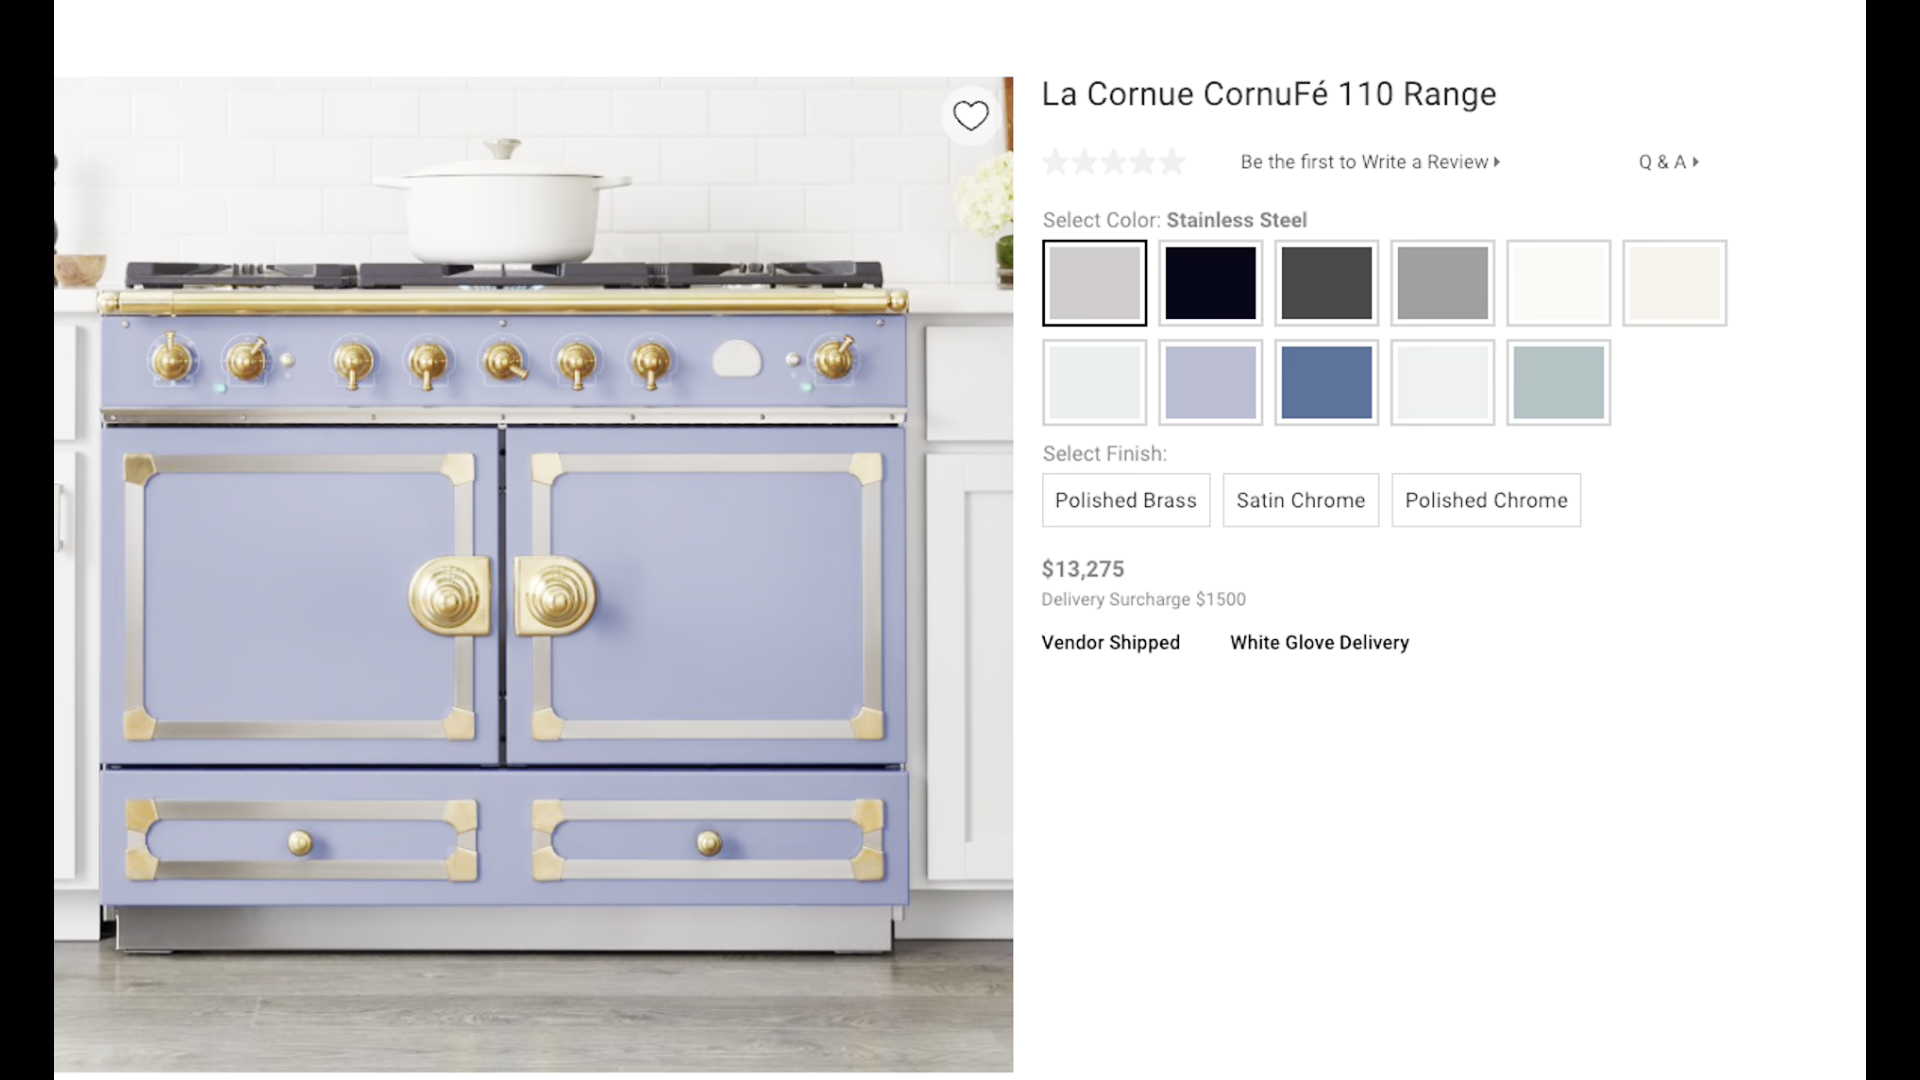 La Cornue CornuFé 110 Range
Be the first to Write a Review
Q & A
Select Color: Stainless Steel
Select Finish:
Polished Brass
Satin Chrome
Polished Chrome
$13,275
Delivery Surcharge $1500
Vendor Shipped
White Glove Delivery